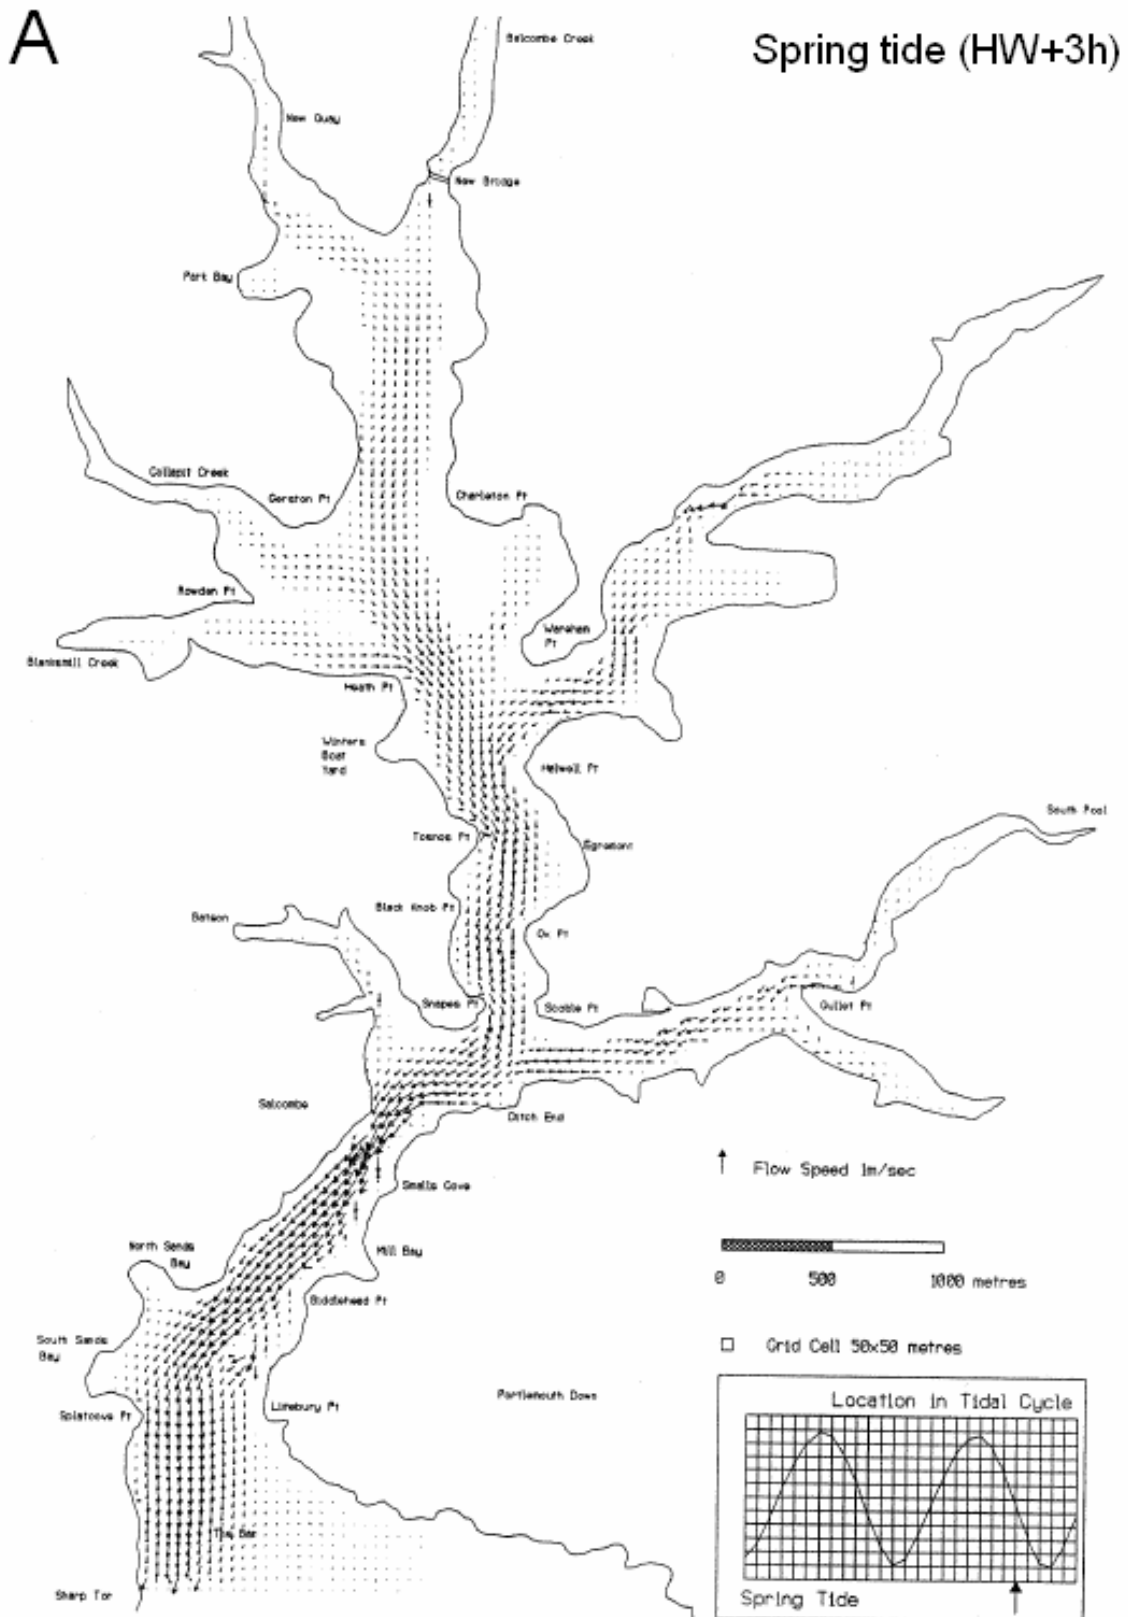 A
Spring tide (HW+3h)
Balcombe Creek
New Quay
New Bridge
Park Bay
Collapit Creek
Gerston Pt
Charleton Pt
Rowden Pt
Wareham
Pt
Blanksmill Creek
Heath Pt
Winters
Boat
Yard
Halwell Pt
South Pool
Tosnos Pt
Egremont
Black Knob Pt
Batson
Ox Pt
Snapes Pt
Scoble Pt
Gullet Pt
Salcombe
Ditch End
Flow Speed 1m/sec
Smalls Cove
North Sands
Bay
Mill Bay
0 500 1000 metres
Biddlehead Pt
South Sands
Bay
Grid Cell 50x50 metres
Portlemouth Down
Splatcove Pt
Limebury Pt
Location in Tidal Cycle
The Bar
Sharp Tor
Spring Tide